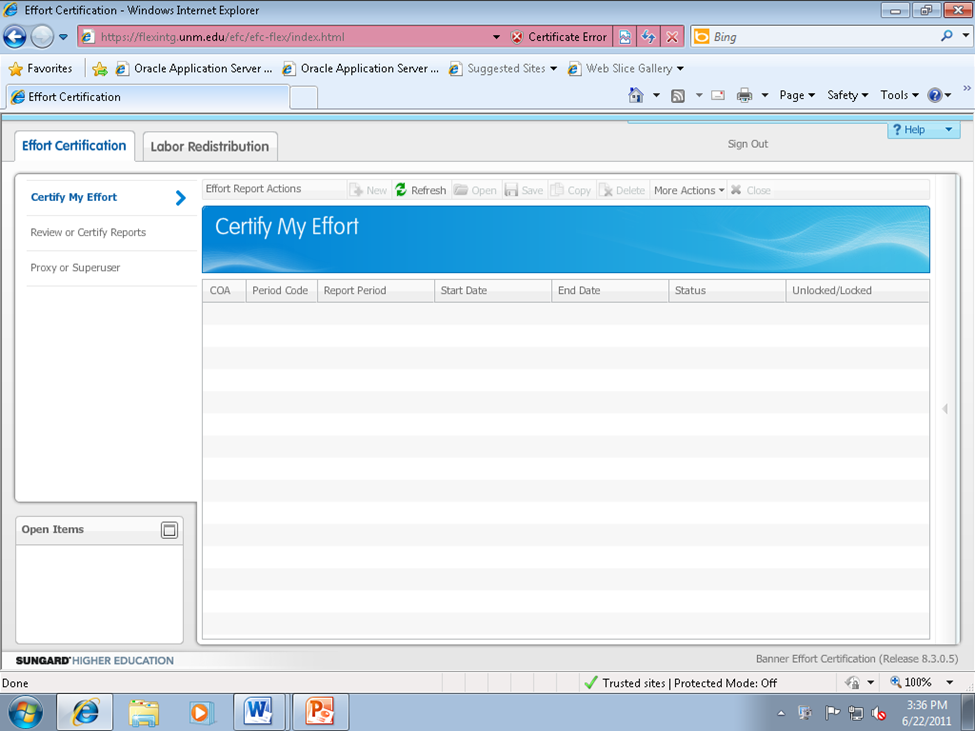 Effort Certification - Windows Internet Explorer
https://flexintg.unm.edu/efc/efc-flex/index.html Certificate Error Bing
Favorites Oracle Application Server ... Oracle Application Server ... Suggested Sites Web Slice Gallery
Effort Certification Page Safety Tools
Help
Effort Certification Labor Redistribution Sign Out
Certify My Effort
Review or Certify Reports
Proxy or Superuser
Effort Report Actions New Refresh Open Save Copy Delete More Actions Close
Certify My Effort
COA Period Code Report Period Start Date End Date Status Unlocked/Locked
Open Items
SUNGARD HIGHER EDUCATION Banner Effort Certification (Release 8.3.0.5)
Done Trusted sites | Protected Mode: Off 100%
3:36 PM
6/22/2011